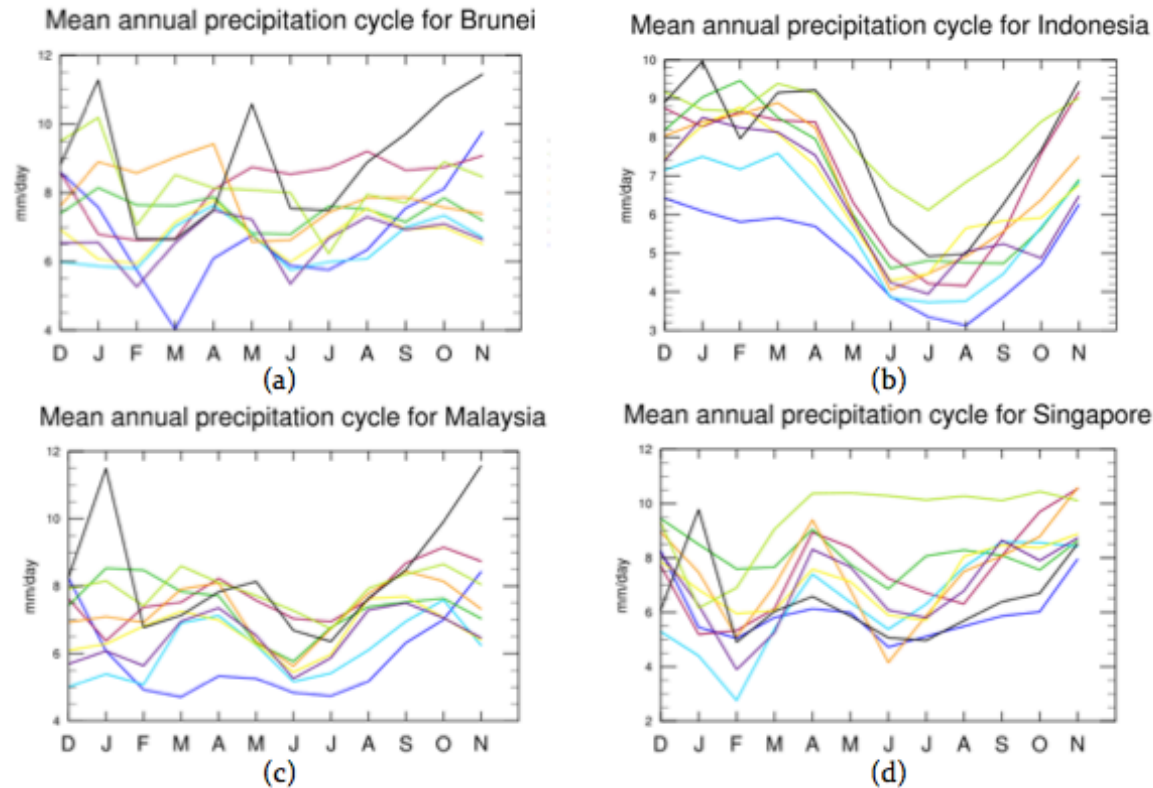 Mean annual precipitation cycle for Brunei
12
10
8
6
4
mm/day
D J F M A M J J A S O N
(a)
Mean annual precipitation cycle for Indonesia
10
9
8
7
6
5
4
3
mm/day
D J F M A M J J A S O N
(b)
Mean annual precipitation cycle for Malaysia
12
10
8
6
4
mm/day
D J F M A M J J A S O N
(c)
Mean annual precipitation cycle for Singapore
12
10
8
6
4
2
mm/day
D J F M A M J J A S O N
(d)